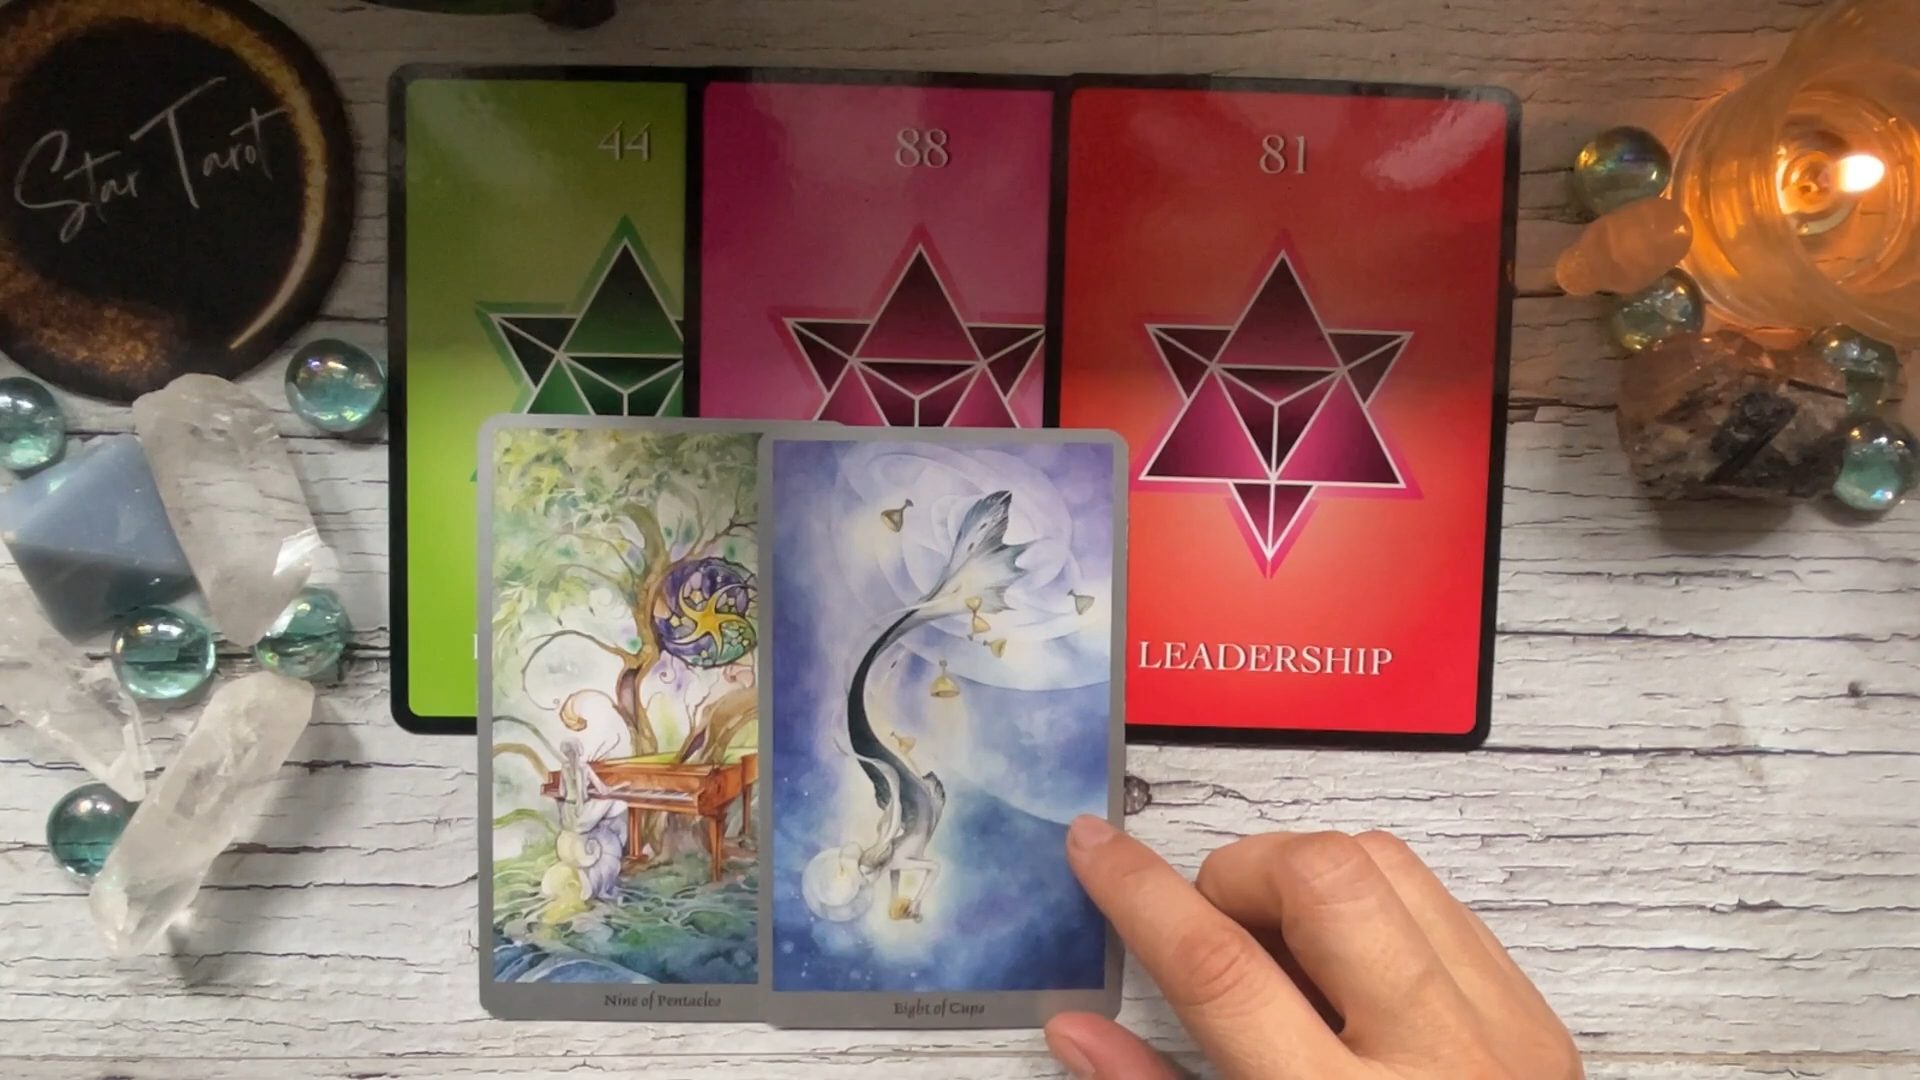 Star Tarot
44
88
81
LEADERSHIP
Nine of Pentacles
Eight of Cups